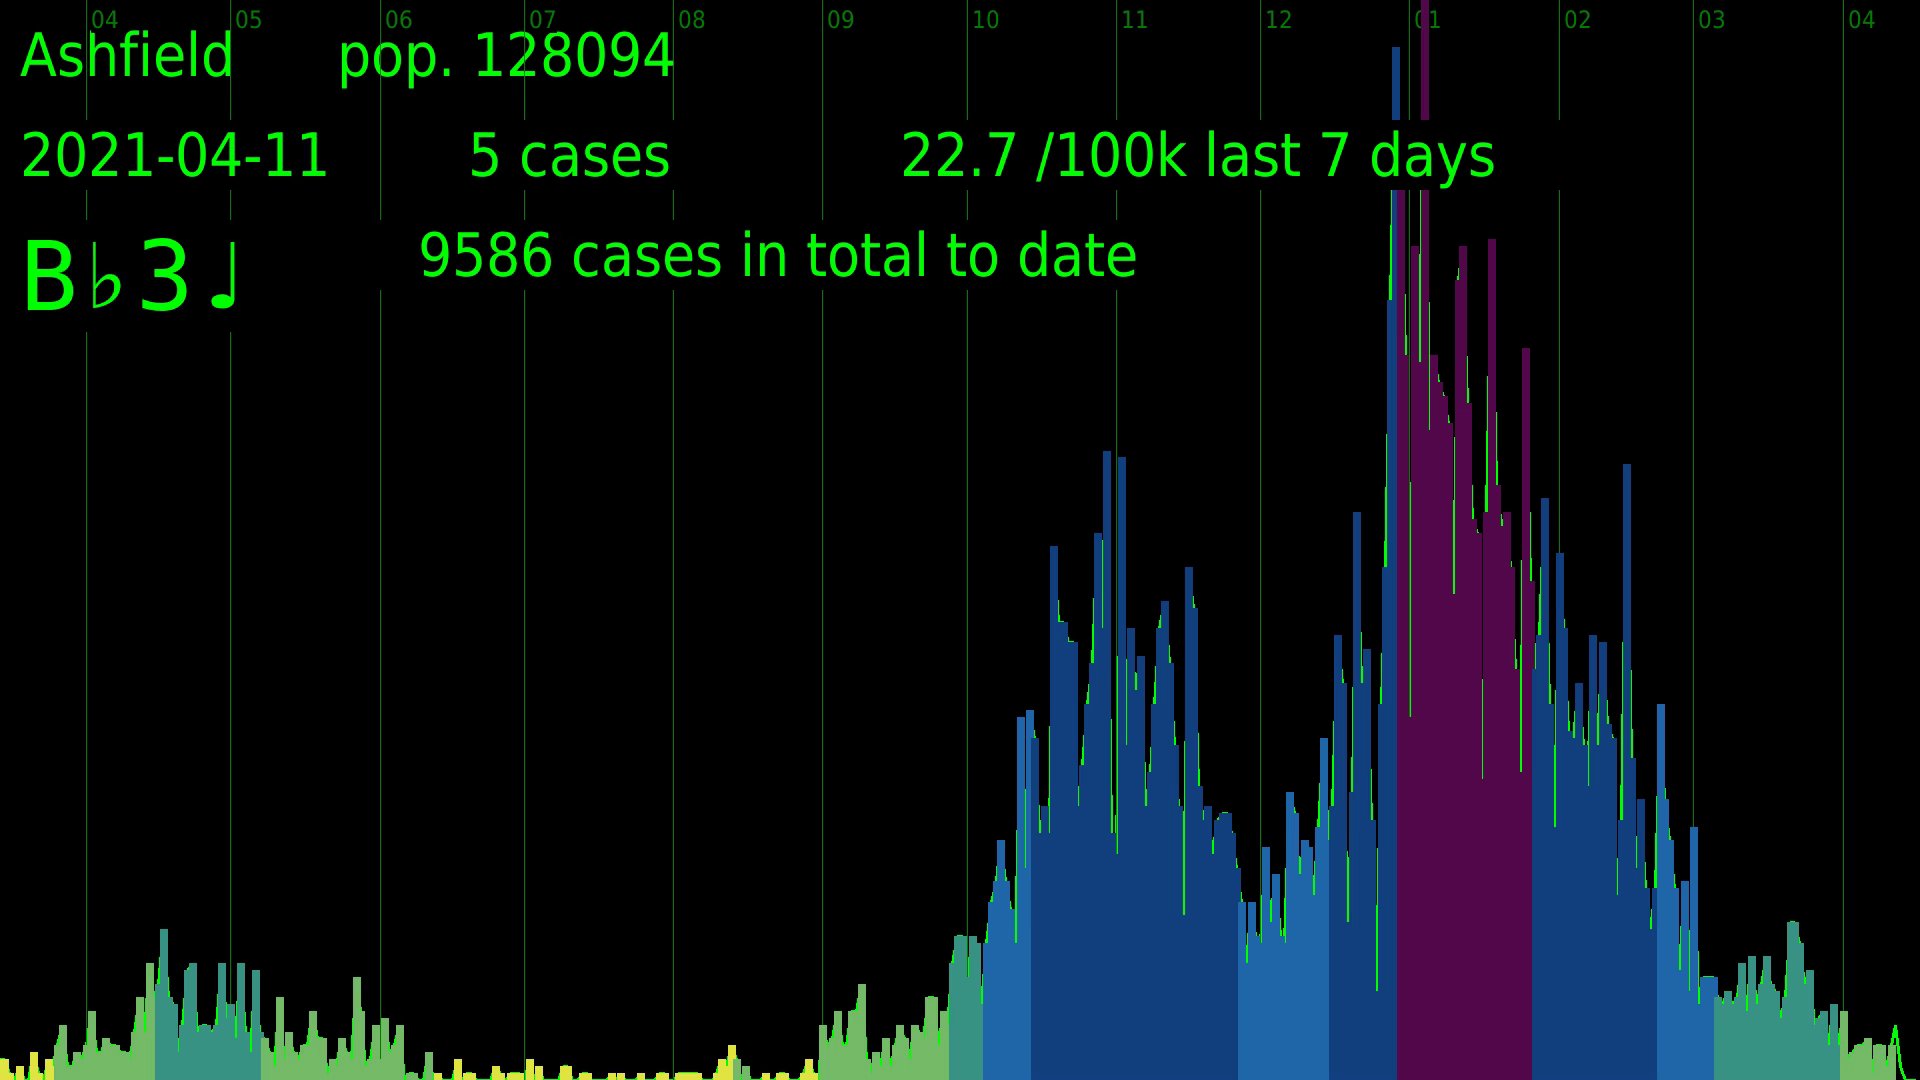 04 05 06 07 08 09 10 11 12 01 02 03 04
Ashfield pop. 128094
2021-04-11 5 cases 22.7 /100k last 7 days
B♭3♩ 9586 cases in total to date